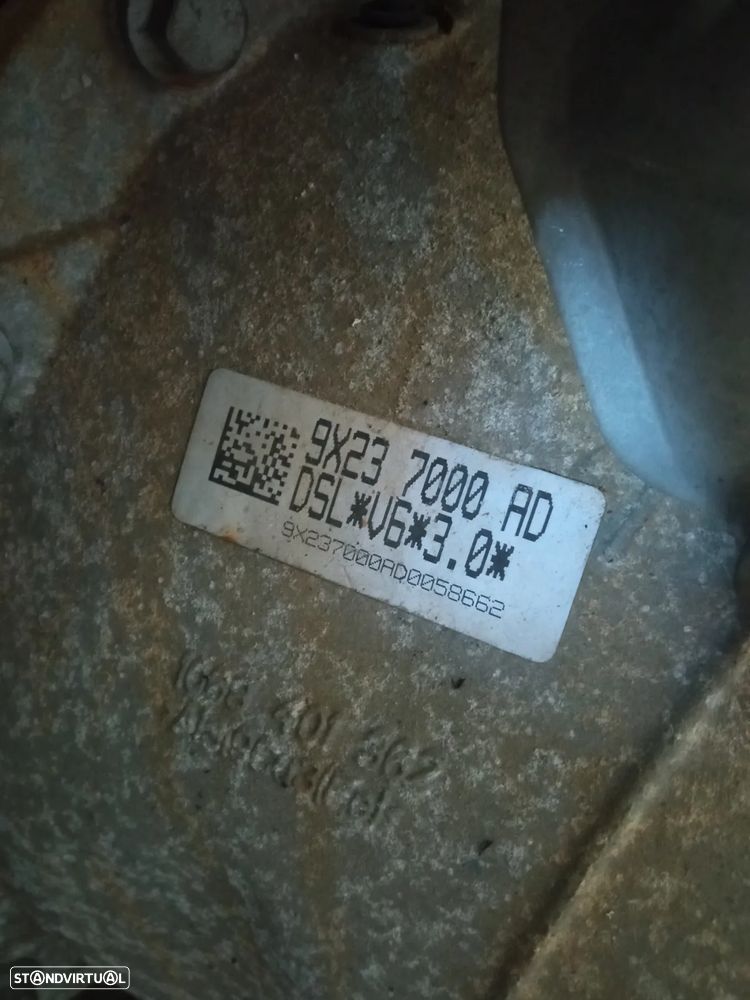 9X23 7000 AD
DSL*V6*3.0*
9X237000AD0058662
STANDVIRTUAL